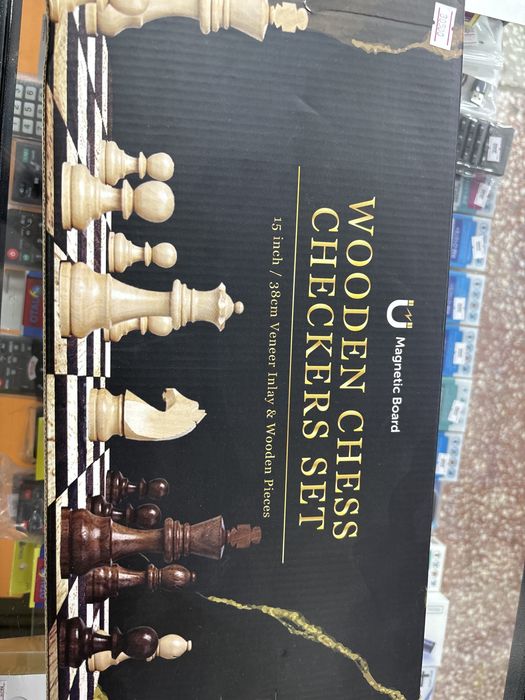 Magnetic Board
WOODEN CHESS
CHECKERS SET
15 inch / 38cm Veneer Inlay & Wooden Pieces